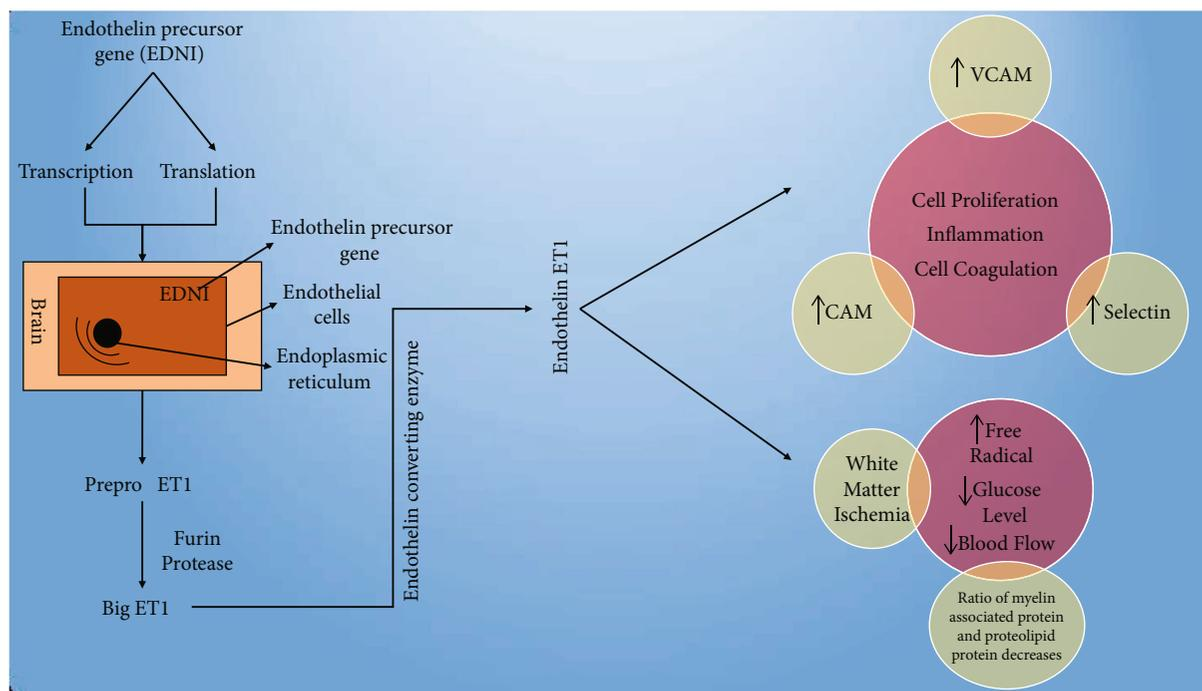 Endothelin precursor
gene (EDNI)
Transcription
Translation
Brain
EDNI
Endothelin precursor
gene
Endothelial
cells
Endoplasmic
reticulum
Prepro ET1
Furin
Protease
Big ET1
Endothelin converting enzyme
Endothelin ET1
↑ VCAM
Cell Proliferation
Inflammation
Cell Coagulation
↑CAM
↑ Selectin
White
Matter
Ischemia
↑Free
Radical
↓Glucose
Level
↓Blood Flow
Ratio of myelin
associated protein
and proteolipid
protein decreases